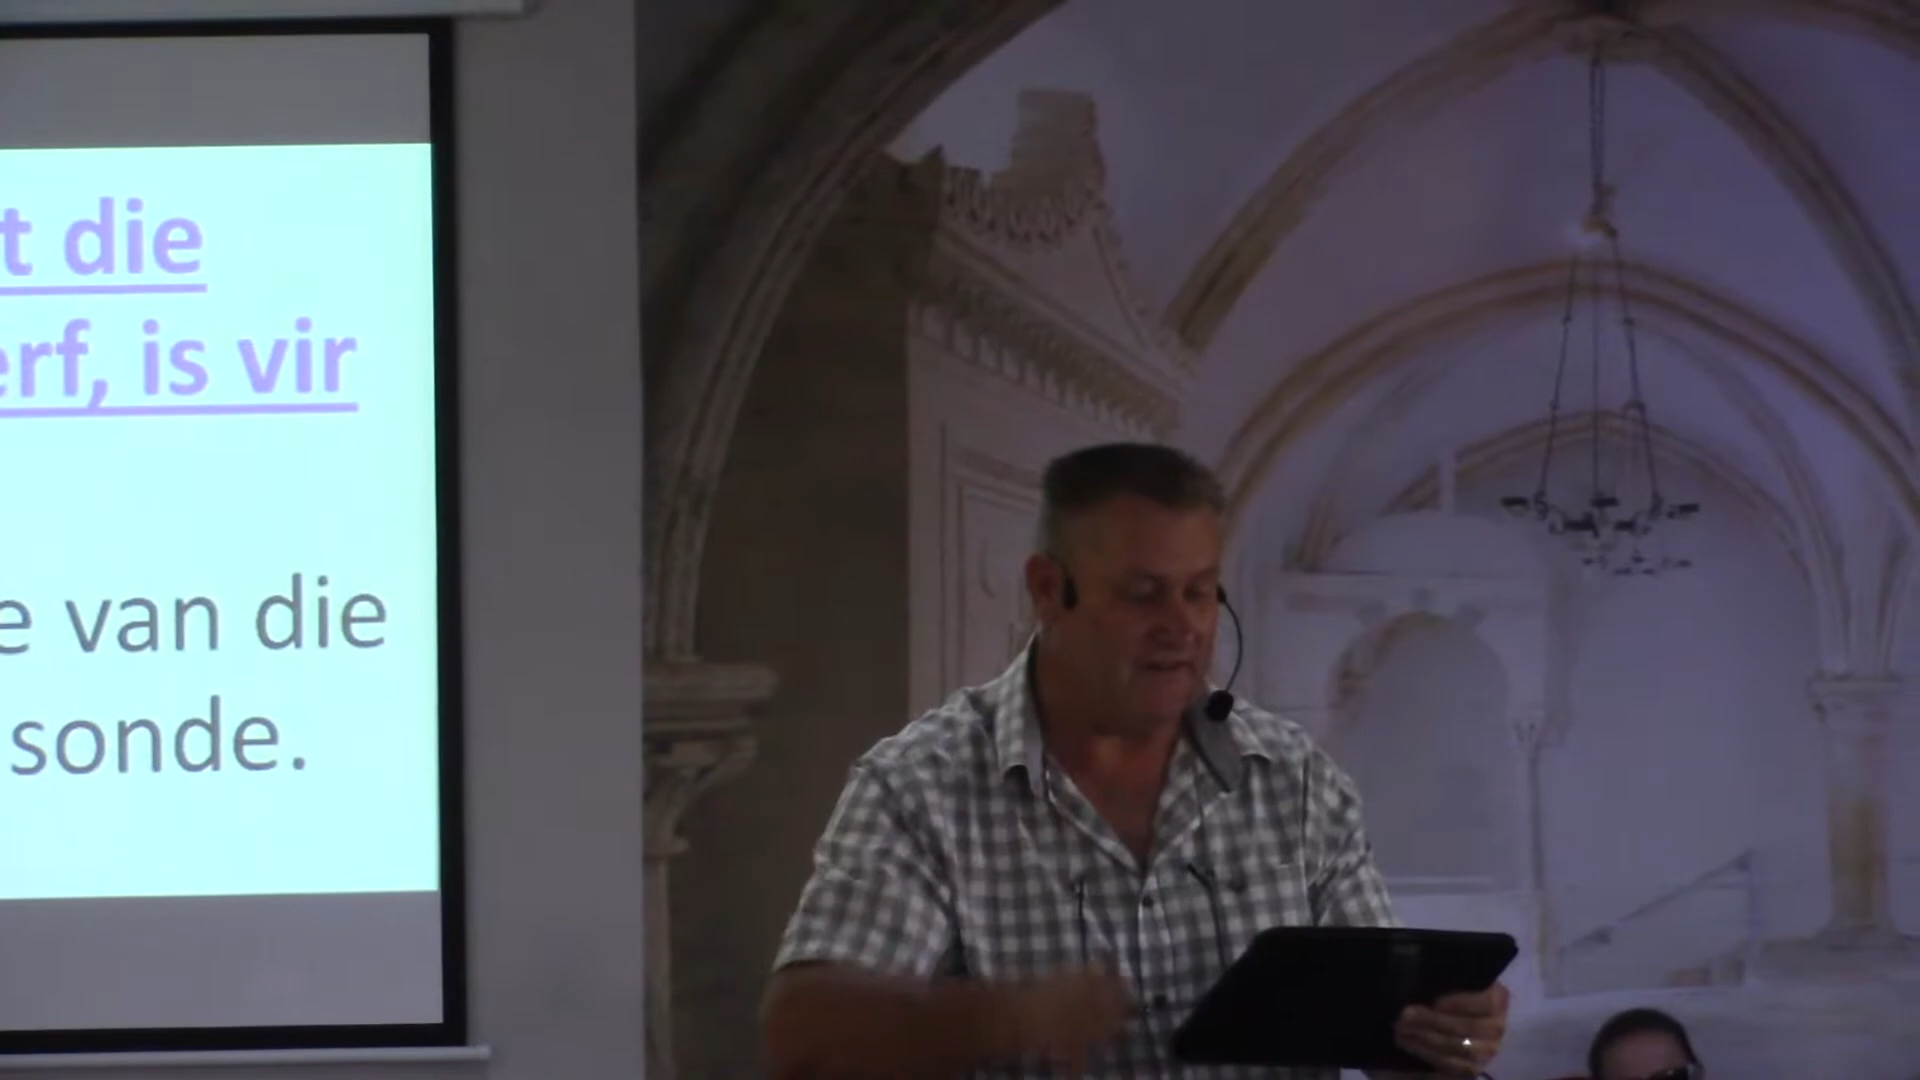 t die
erf, is vir
e van die
sonde.